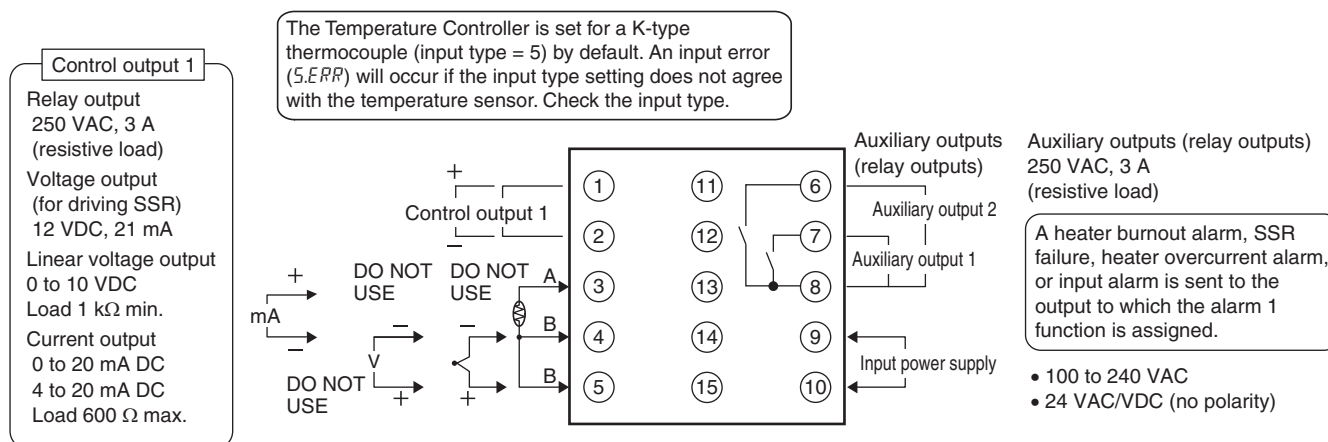 The Temperature Controller is set for a K-type
thermocouple (input type = 5) by default. An input error
(S.ERR) will occur if the input type setting does not agree
with the temperature sensor. Check the input type.
Control output 1
Relay output
250 VAC, 3 A
(resistive load)
Voltage output
(for driving SSR)
12 VDC, 21 mA
Linear voltage output
0 to 10 VDC
Load 1 kΩ min.
Current output
0 to 20 mA DC
4 to 20 mA DC
Load 600 Ω max.
+
mA
−
DO NOT
USE
−
V
+
DO NOT
USE
DO NOT
USE
−
+
+
Control output 1
−
A
B
B
1
2
3
4
5
11
12
13
14
15
6
7
8
9
10
Auxiliary outputs
(relay outputs)
Auxiliary output 2
Auxiliary output 1
Input power supply
Auxiliary outputs (relay outputs)
250 VAC, 3 A
(resistive load)
A heater burnout alarm, SSR
failure, heater overcurrent alarm,
or input alarm is sent to the
output to which the alarm 1
function is assigned.
• 100 to 240 VAC
• 24 VAC/VDC (no polarity)